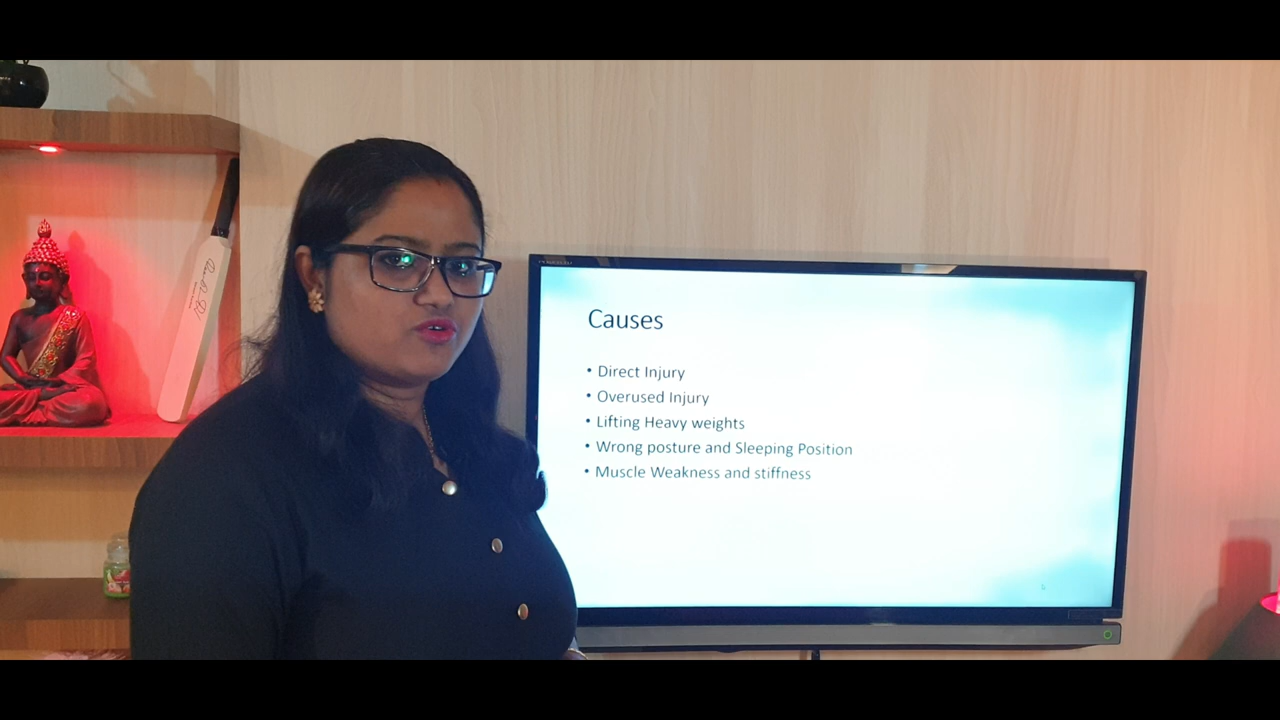 Causes
• Direct Injury
• Overused Injury
• Lifting Heavy weights
• Wrong posture and Sleeping Position
• Muscle Weakness and stiffness